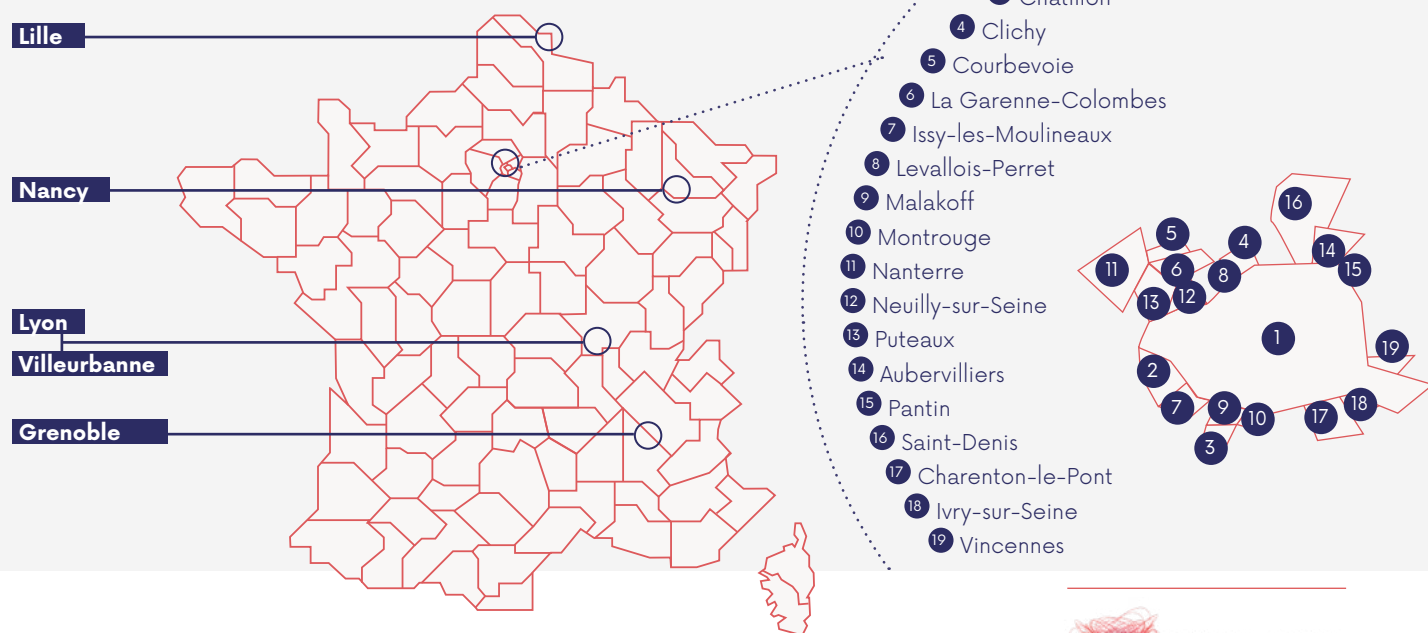 Lille
Nancy
Lyon
Villeurbanne
Grenoble
4 Clichy
5 Courbevoie
6 La Garenne-Colombes
7 Issy-les-Moulineaux
8 Levallois-Perret
9 Malakoff
10 Montrouge
11 Nanterre
12 Neuilly-sur-Seine
13 Puteaux
14 Aubervilliers
15 Pantin
16 Saint-Denis
17 Charenton-le-Pont
18 Ivry-sur-Seine
19 Vincennes
16
5
4
14
11
6
8
15
13
12
1
19
2
7
9
10
17
18
3